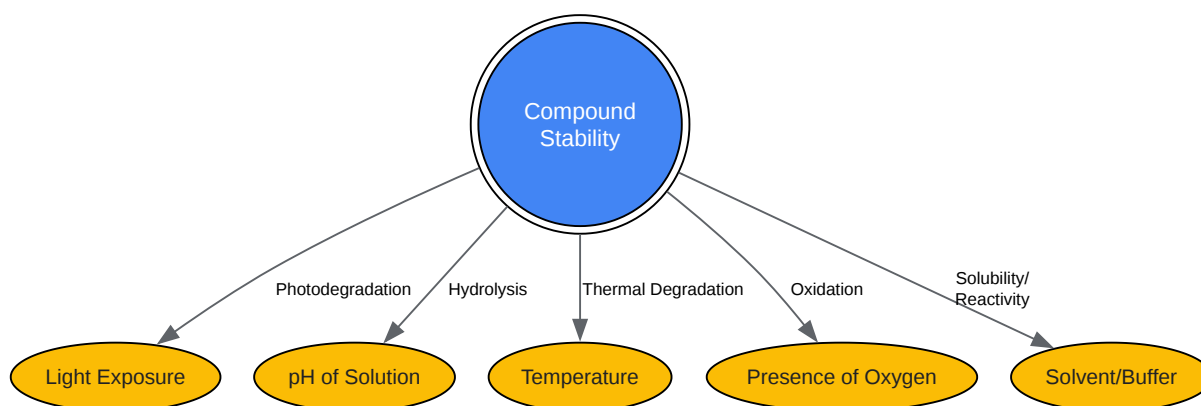 Compound
Stability
Photodegradation
Hydrolysis
Thermal Degradation
Oxidation
Solubility/
Reactivity
Light Exposure
pH of Solution
Temperature
Presence of Oxygen
Solvent/Buffer